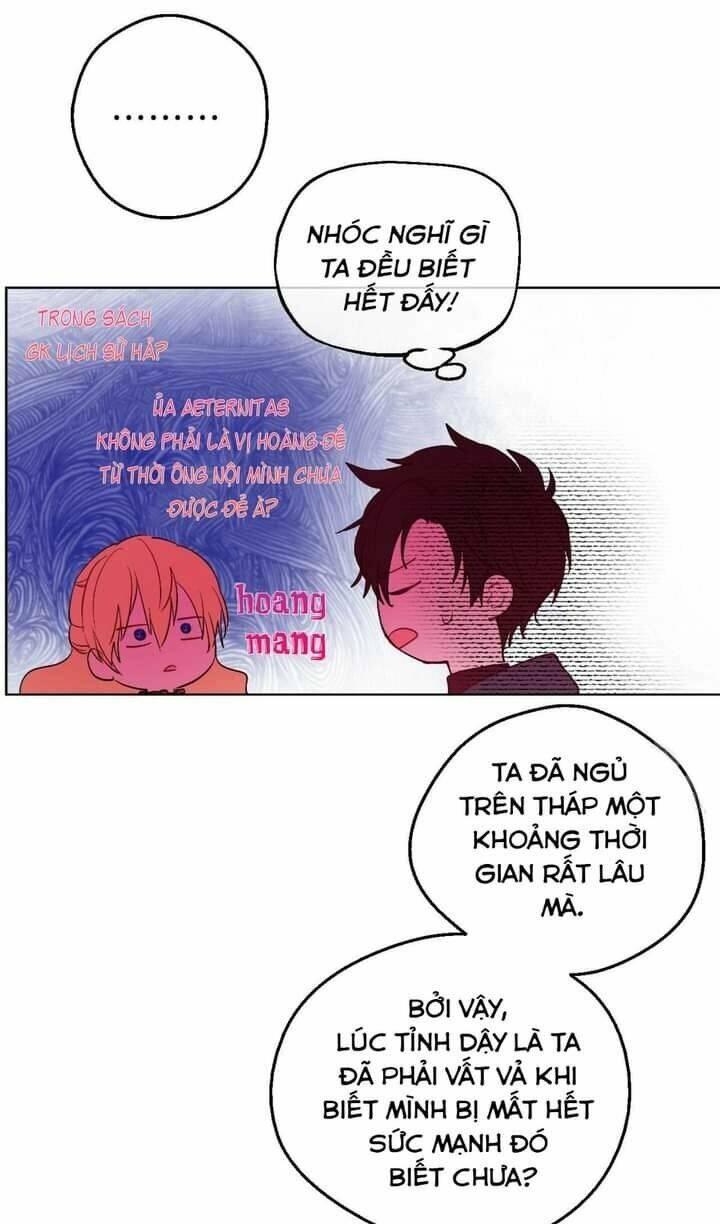 .........
NHÓC NGHĨ GÌ
TA ĐỀU BIẾT
HẾT ĐẤY!
TRONG SÁCH
GK LỊCH SỬ HẢ?
ỦA AETERNITAS
KHÔNG PHẢI LÀ VỊ HOÀNG ĐẾ
TỪ THỜI ÔNG NỘI MÌNH CHƯA
ĐƯỢC ĐẺ À?
hoang
mang
TA ĐÃ NGỦ
TRÊN THÁP MỘT
KHOẢNG THỜI
GIAN RẤT LÂU
MÀ.
BỞI VẬY,
LÚC TỈNH DẬY LÀ TA
ĐÃ PHẢI VẤT VẢ KHI
BIẾT MÌNH BỊ MẤT HẾT
SỨC MẠNH ĐÓ
BIẾT CHƯA?